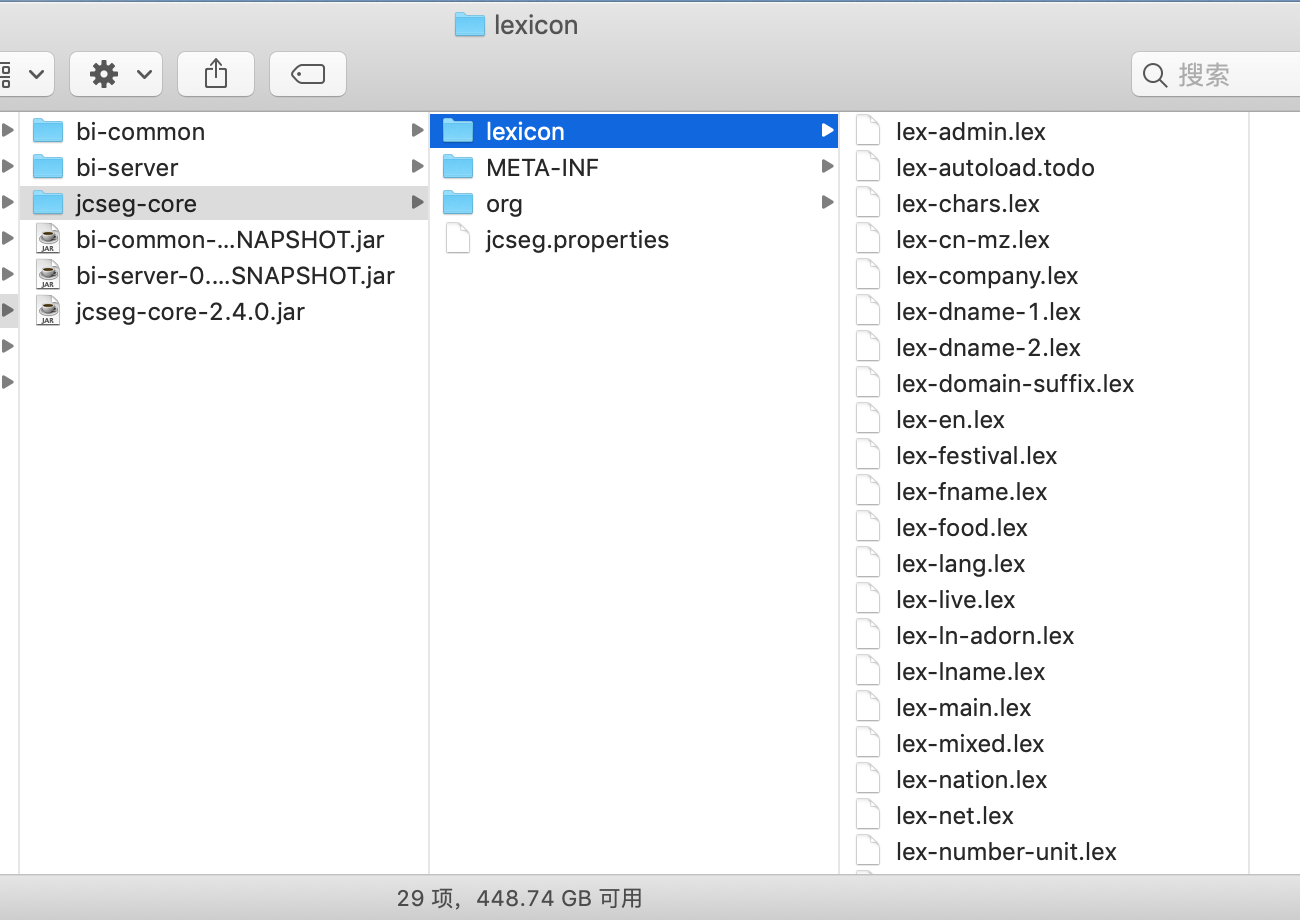 lexicon
搜索
bi-common
bi-server
jcseg-core
bi-common-...NAPSHOT.jar
bi-server-0....SNAPSHOT.jar
jcseg-core-2.4.0.jar
JAR
JAR
JAR
lexicon
META-INF
org
jcseg.properties
lex-admin.lex
lex-autoload.todo
lex-chars.lex
lex-cn-mz.lex
lex-company.lex
lex-dname-1.lex
lex-dname-2.lex
lex-domain-suffix.lex
lex-en.lex
lex-festival.lex
lex-fname.lex
lex-food.lex
lex-lang.lex
lex-live.lex
lex-ln-adorn.lex
lex-lname.lex
lex-main.lex
lex-mixed.lex
lex-nation.lex
lex-net.lex
lex-number-unit.lex
29 项，448.74 GB 可用